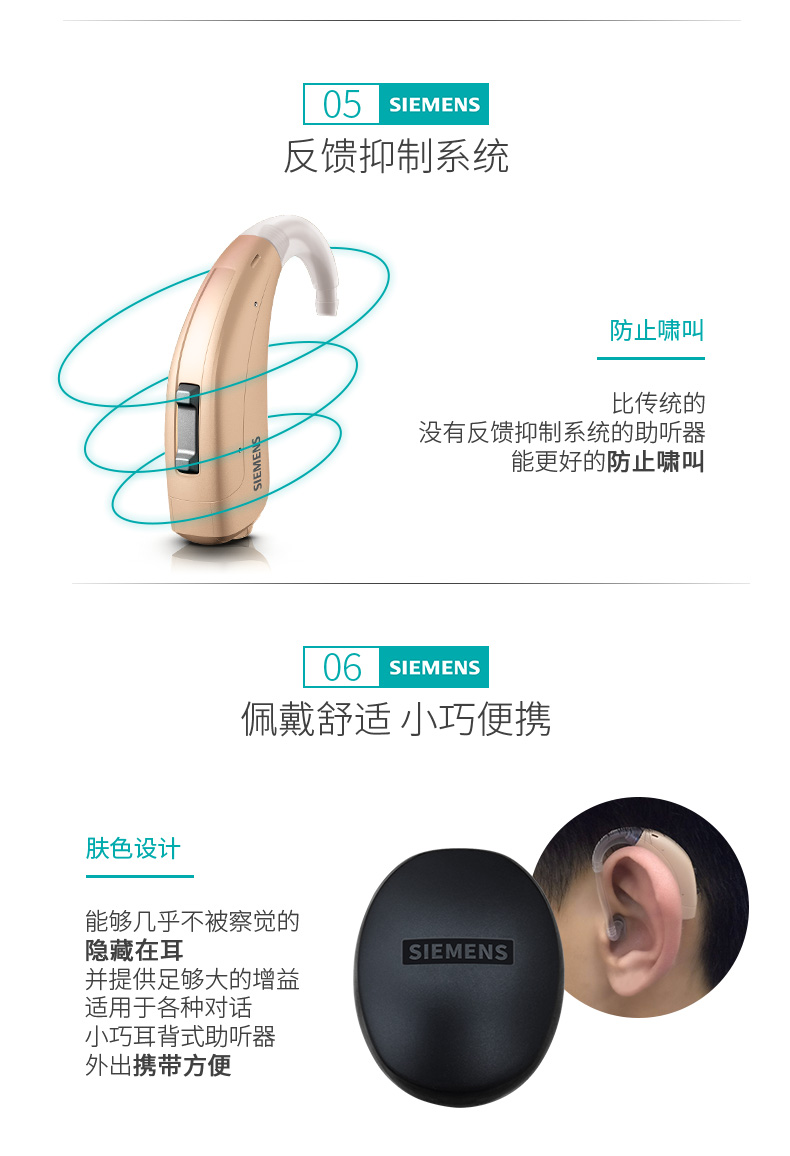 05 SIEMENS
反馈抑制系统
SIEMENS
防止啸叫
比传统的
没有反馈抑制系统的助听器
能更好的防止啸叫
06 SIEMENS
佩戴舒适 小巧便携
肤色设计
能够几乎不被察觉的
隐藏在耳
并提供足够大的增益
适用于各种对话
小巧耳背式助听器
外出携带方便
SIEMENS